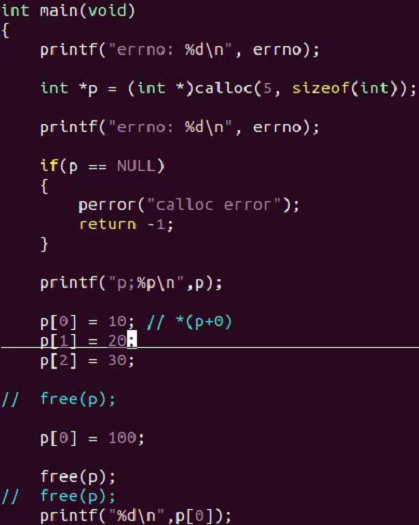 int main(void)
{
    printf("errno: %d\n", errno);
    int *p = (int *)calloc(5, sizeof(int));
    printf("errno: %d\n", errno);
    if(p == NULL)
    {
        perror("calloc error");
        return -1;
    }
    printf("p;%p\n",p);
    p[0] = 10; // *(p+0)
    p[1] = 20;
    p[2] = 30;
//  free(p);
    p[0] = 100;
    free(p);
//  free(p);
    printf("%d\n",p[0]);